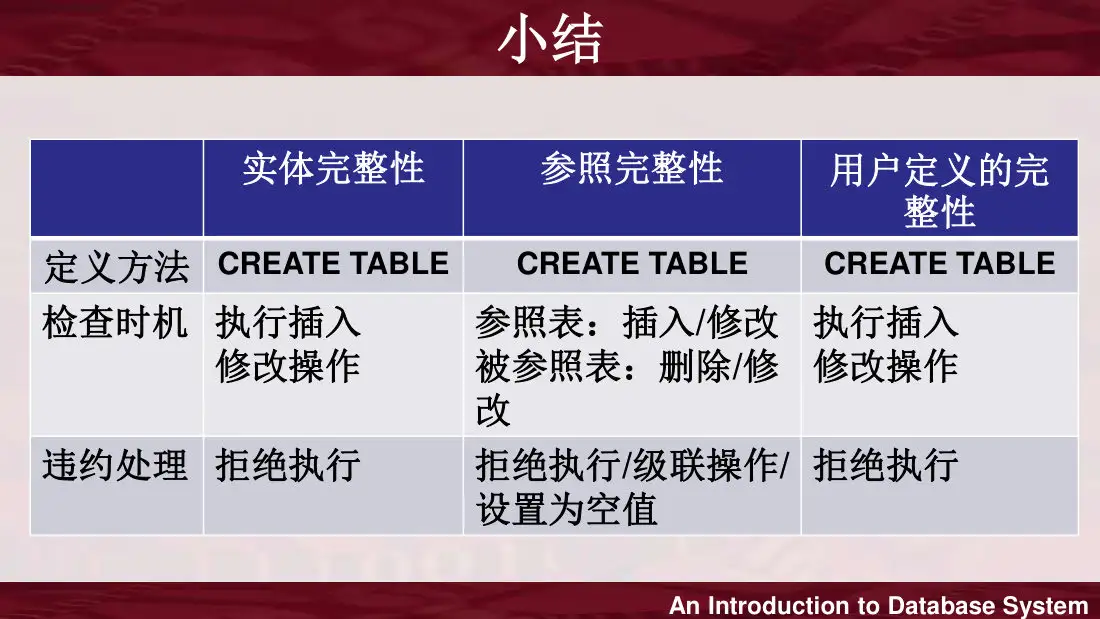 小结
实体完整性
参照完整性
用户定义的完
整性
定义方法
CREATE TABLE
CREATE TABLE
CREATE TABLE
检查时机
执行插入
修改操作
参照表：插入/修改
被参照表：删除/修
改
执行插入
修改操作
违约处理
拒绝执行
拒绝执行/级联操作/
设置为空值
拒绝执行
An Introduction to Database System